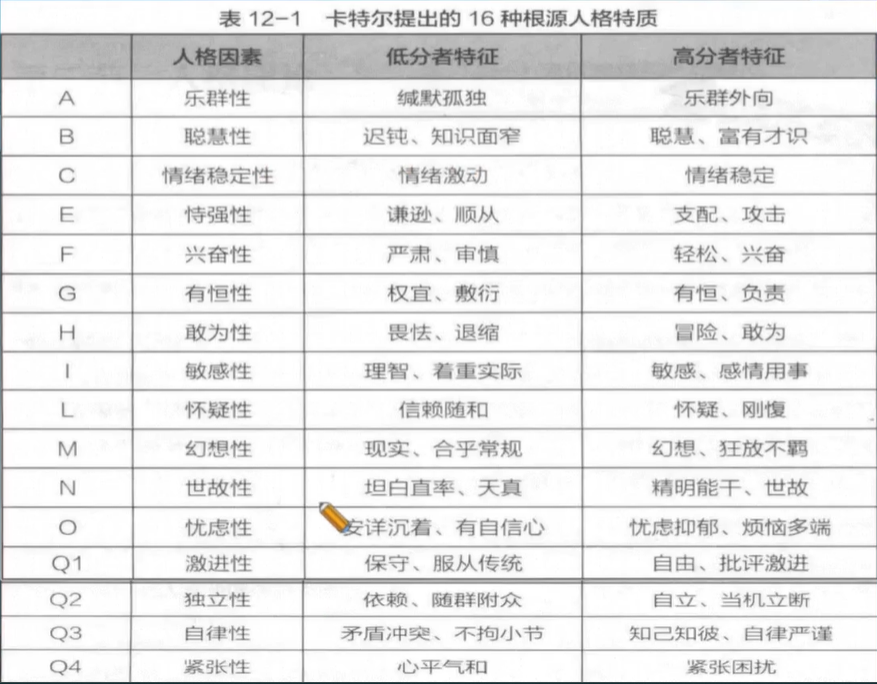 表 12-1 卡特尔提出的 16 种根源人格特质
人格因素 低分者特征 高分者特征
A 乐群性 缄默孤独 乐群外向
B 聪慧性 迟钝、知识面窄 聪慧、富有才识
C 情绪稳定性 情绪激动 情绪稳定
E 恃强性 谦逊、顺从 支配、攻击
F 兴奋性 严肃、审慎 轻松、兴奋
G 有恒性 权宜、敷衍 有恒、负责
H 敢为性 畏怯、退缩 冒险、敢为
I 敏感性 理智、着重实际 敏感、感情用事
L 怀疑性 信赖随和 怀疑、刚愎
M 幻想性 现实、合乎常规 幻想、狂放不羁
N 世故性 坦白直率、天真 精明能干、世故
O 忧虑性 安详沉着、有自信心 忧虑抑郁、烦恼多端
Q1 激进性 保守、服从传统 自由、批评激进
Q2 独立性 依赖、随群附众 自立、当机立断
Q3 自律性 矛盾冲突、不拘小节 知己知彼、自律严谨
Q4 紧张性 心平气和 紧张困扰